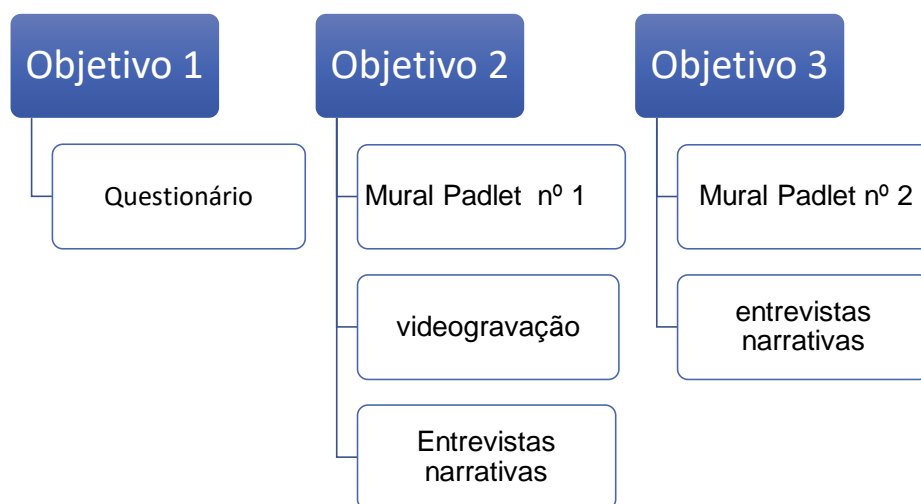 Objetivo 1
Questionário
Objetivo 2
Mural Padlet nº 1
videogravação
Entrevistas
narrativas
Objetivo 3
Mural Padlet nº 2
entrevistas
narrativas